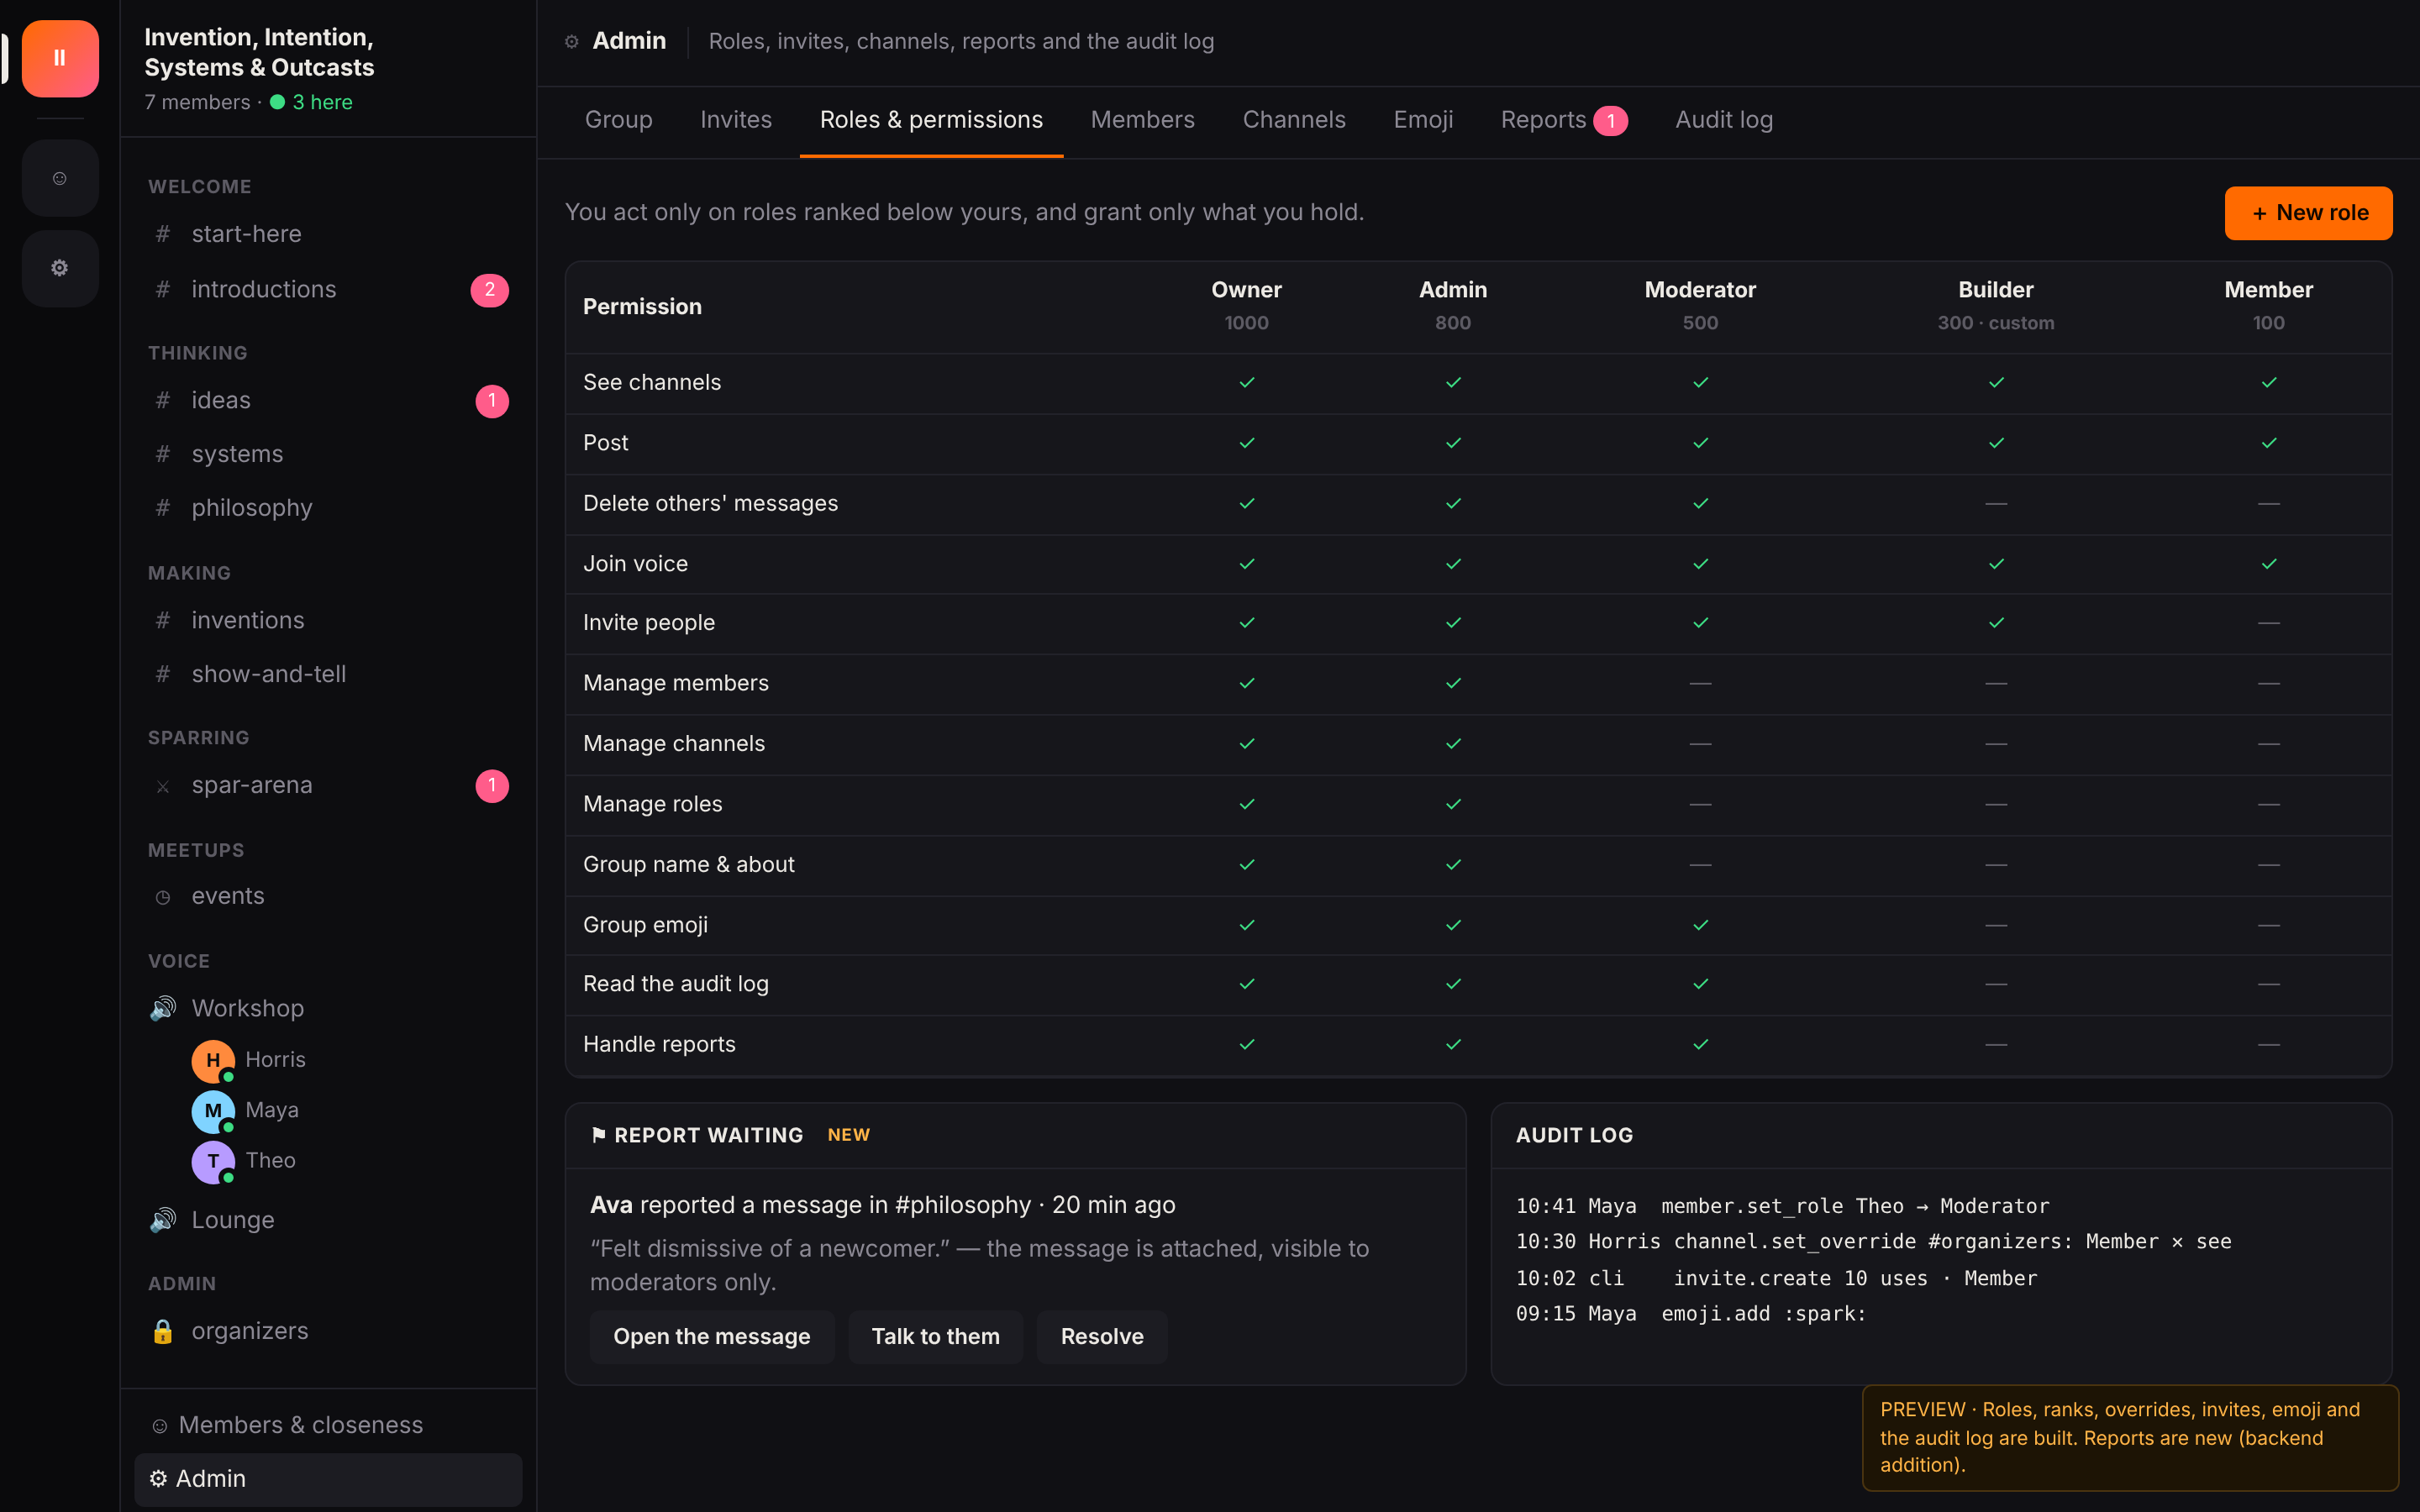 II
Invention, Intention,
Systems & Outcasts
7 members · 3 here
WELCOME
# start-here
# introductions 2
THINKING
# ideas 1
# systems
# philosophy
MAKING
# inventions
# show-and-tell
SPARRING
⚔ spar-arena 1
MEETUPS
◷ events
VOICE
🔊 Workshop
H Horris
M Maya
T Theo
🔊 Lounge
ADMIN
🔒 organizers
☺ Members & closeness
⚙ Admin
⚙ Admin Roles, invites, channels, reports and the audit log
Group Invites Roles & permissions Members Channels Emoji Reports 1 Audit log
You act only on roles ranked below yours, and grant only what you hold.
+ New role
Permission Owner Admin Moderator Builder Member
1000 800 500 300 · custom 100
See channels ✓ ✓ ✓ ✓ ✓
Post ✓ ✓ ✓ ✓ ✓
Delete others' messages ✓ ✓ ✓ — —
Join voice ✓ ✓ ✓ ✓ ✓
Invite people ✓ ✓ ✓ ✓ —
Manage members ✓ ✓ — — —
Manage channels ✓ ✓ — — —
Manage roles ✓ ✓ — — —
Group name & about ✓ ✓ — — —
Group emoji ✓ ✓ ✓ — —
Read the audit log ✓ ✓ ✓ — —
Handle reports ✓ ✓ ✓ — —
⚑ REPORT WAITING NEW
Ava reported a message in #philosophy · 20 min ago
“Felt dismissive of a newcomer.” — the message is attached, visible to
moderators only.
Open the message Talk to them Resolve
AUDIT LOG
10:41 Maya member.set_role Theo → Moderator
10:30 Horris channel.set_override #organizers: Member × see
10:02 cli invite.create 10 uses · Member
09:15 Maya emoji.add :spark:
PREVIEW · Roles, ranks, overrides, invites, emoji and
the audit log are built. Reports are new (backend
addition).